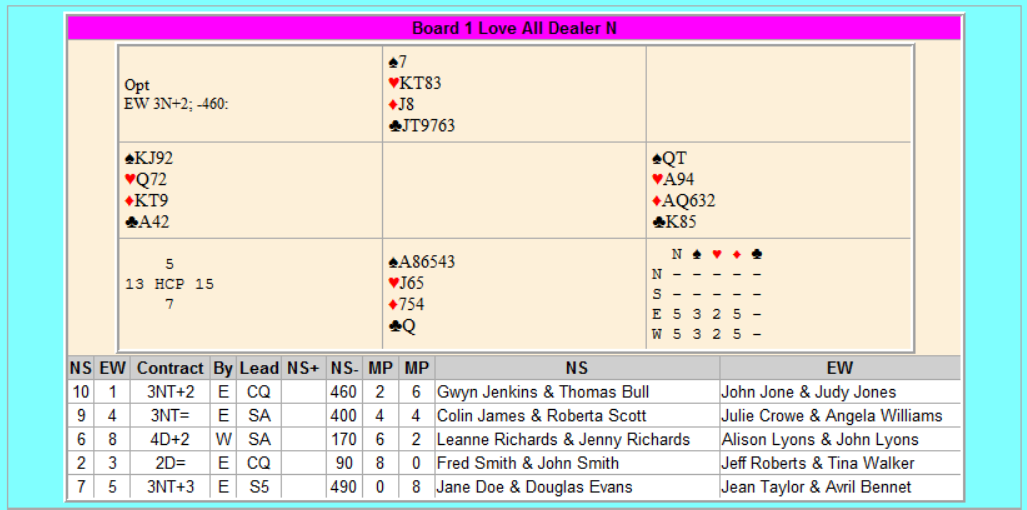 Board 1 Love All Dealer N
Opt
EW 3N+2; -460:
♠7
♥KT83
♦J8
♣JT9763
♠KJ92
♥Q72
♦KT9
♣A42
♠QT
♥A94
♦AQ632
♣K85
5
13 HCP 15
7
♠A86543
♥J65
♦754
♣Q
N ♠ ♥ ♦ ♣
N - - - - -
S - - - - -
E 5 3 2 5 -
W 5 3 2 5 -
NS EW Contract By Lead NS+ NS- MP MP NS EW
10 1 3NT+2 E CQ 460 2 6 Gwyn Jenkins & Thomas Bull John Jone & Judy Jones
9 4 3NT= E SA 400 4 4 Colin James & Roberta Scott Julie Crowe & Angela Williams
6 8 4D+2 W SA 170 6 2 Leanne Richards & Jenny Richards Alison Lyons & John Lyons
2 3 2D= E CQ 90 8 0 Fred Smith & John Smith Jeff Roberts & Tina Walker
7 5 3NT+3 E S5 490 0 8 Jane Doe & Douglas Evans Jean Taylor & Avril Bennet